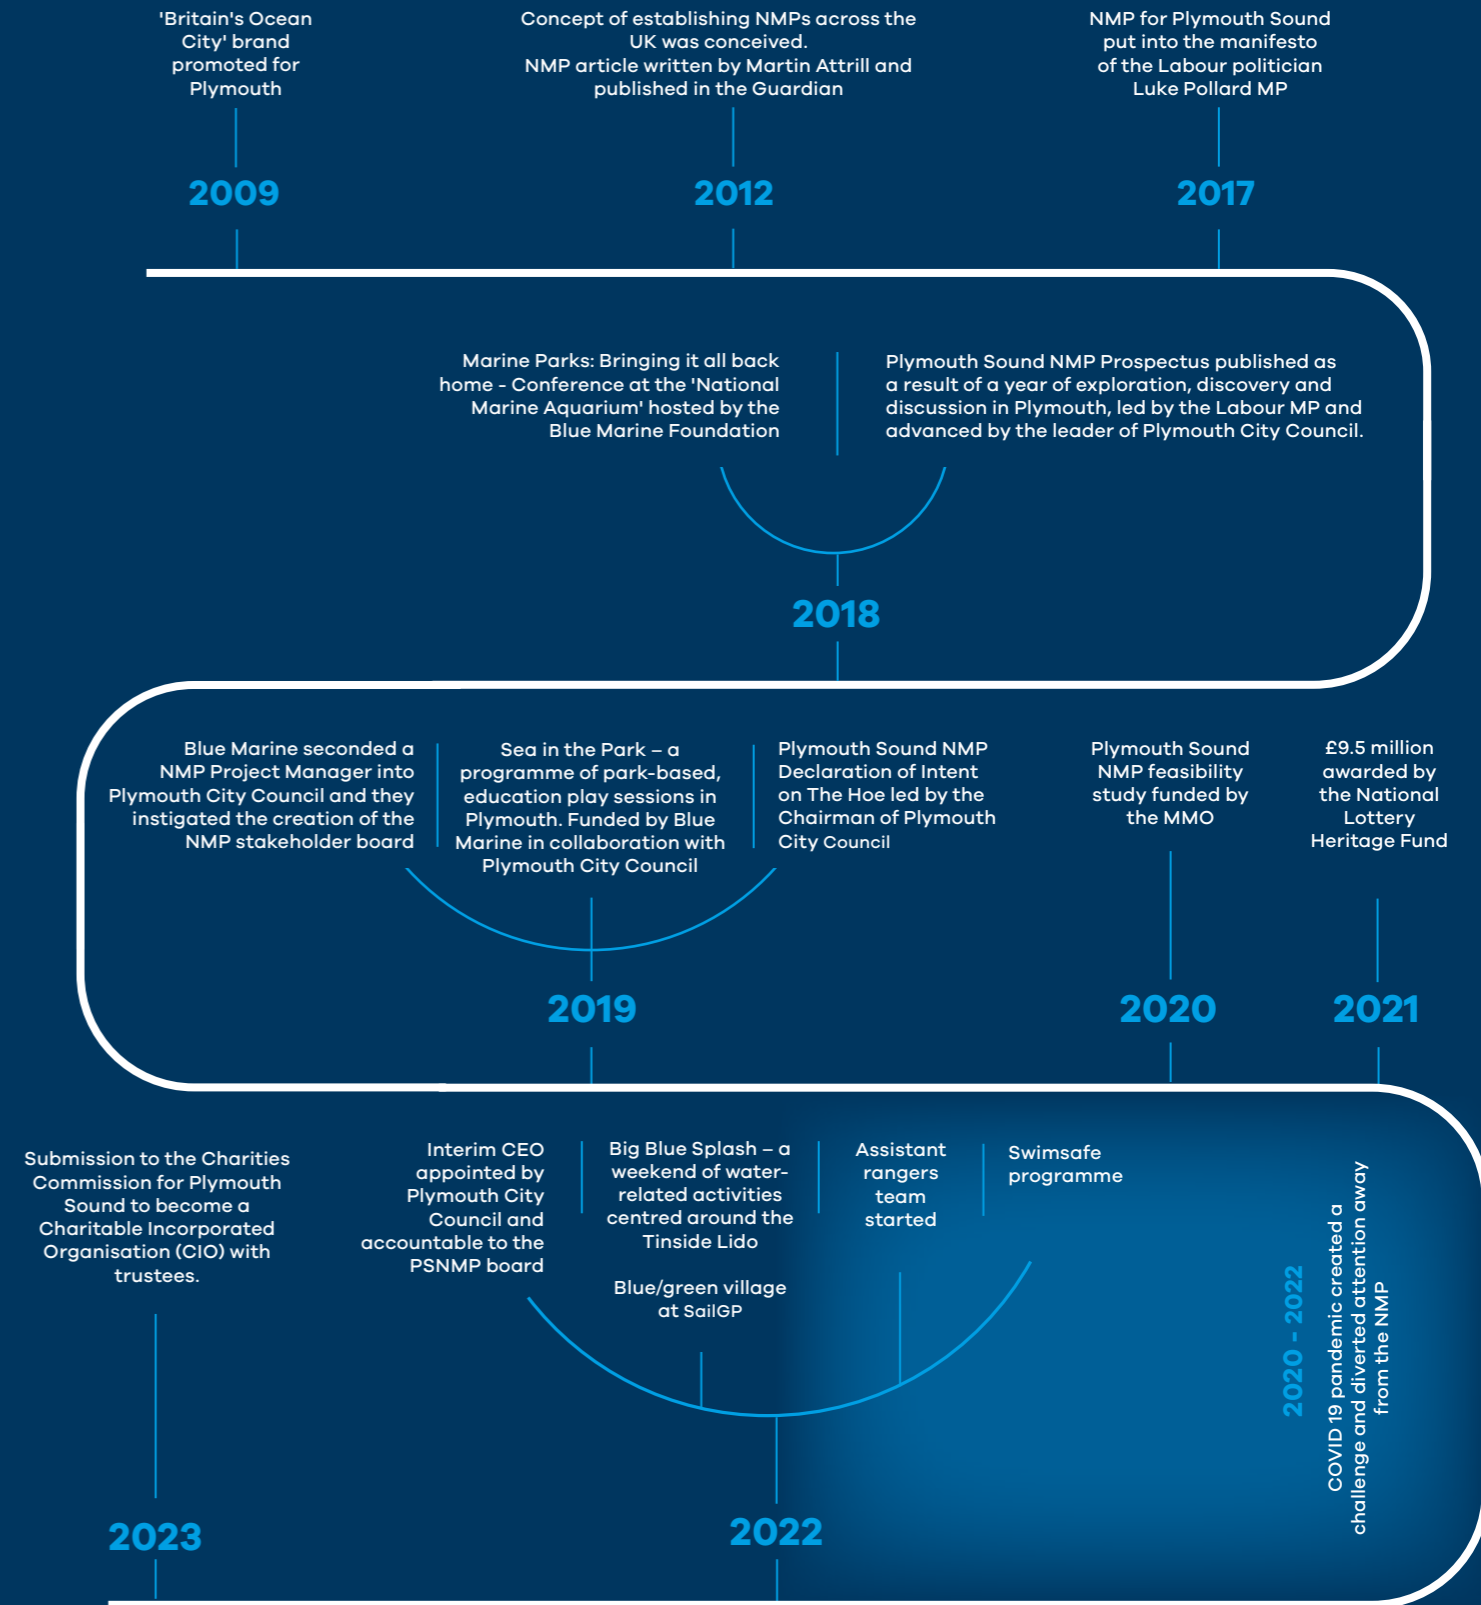 'Britain's Ocean
City' brand
promoted for
Plymouth
2009
Concept of establishing NMPs across the
UK was conceived.
NMP article written by Martin Attrill and
published in the Guardian
2012
NMP for Plymouth Sound
put into the manifesto
of the Labour politician
Luke Pollard MP
2017
Marine Parks: Bringing it all back
home - Conference at the 'National
Marine Aquarium' hosted by the
Blue Marine Foundation
Plymouth Sound NMP Prospectus published as
a result of a year of exploration, discovery and
discussion in Plymouth, led by the Labour MP and
advanced by the leader of Plymouth City Council.
2018
Blue Marine seconded a
NMP Project Manager into
Plymouth City Council and they
instigated the creation of the
NMP stakeholder board
Sea in the Park – a
programme of park-based,
education play sessions in
Plymouth. Funded by Blue
Marine in collaboration with
Plymouth City Council
Plymouth Sound NMP
Declaration of Intent
on The Hoe led by the
Chairman of Plymouth
City Council
2019
Plymouth Sound
NMP feasibility
study funded by
the MMO
2020
£9.5 million
awarded by
the National
Lottery
Heritage Fund
2021
Submission to the Charities
Commission for Plymouth
Sound to become a
Charitable Incorporated
Organisation (CIO) with
trustees.
2023
Interim CEO
appointed by
Plymouth City
Council and
accountable to the
PSNMP board
Big Blue Splash – a
weekend of water-
related activities
centred around the
Tinside Lido
Blue/green village
at SailGP
Assistant
rangers
team
started
Swimsafe
programme
2022
2020 - 2022
COVID 19 pandemic created a
challenge and diverted attention away
from the NMP